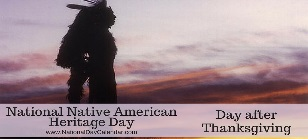 National Native American
Heritage Day
www.NationalDayCalendar.com
Day after
Thanksgiving